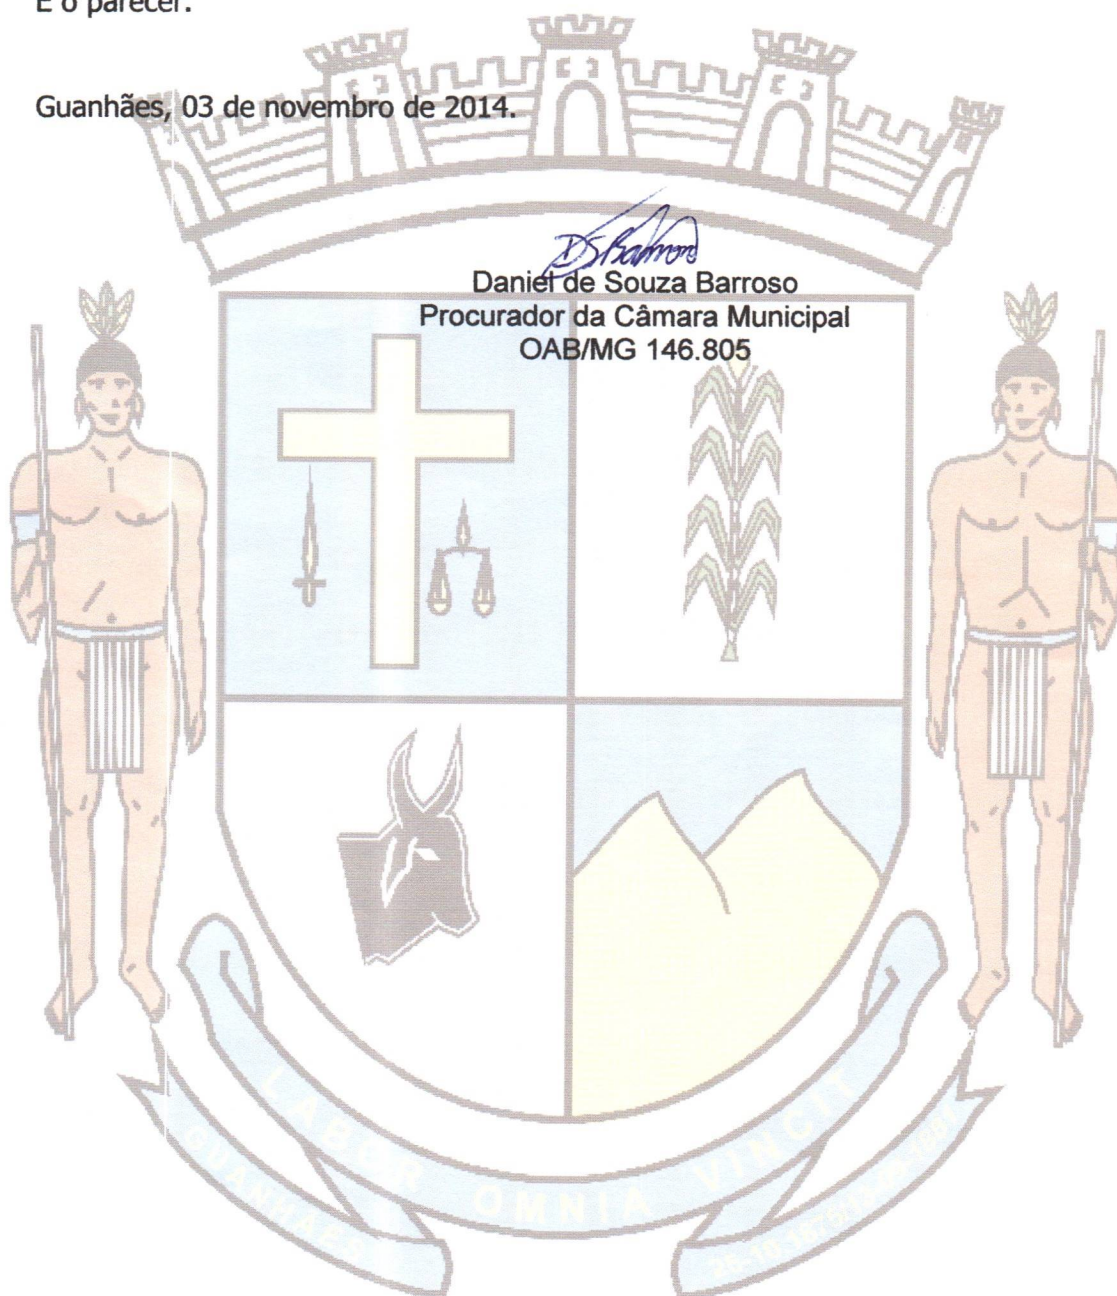 É o parecer.
Guanhães, 03 de novembro de 2014.
Daniel de Souza Barroso
Procurador da Câmara Municipal
OAB/MG 146.805
LABOR OMNIA VINCIT
GUANHÃES